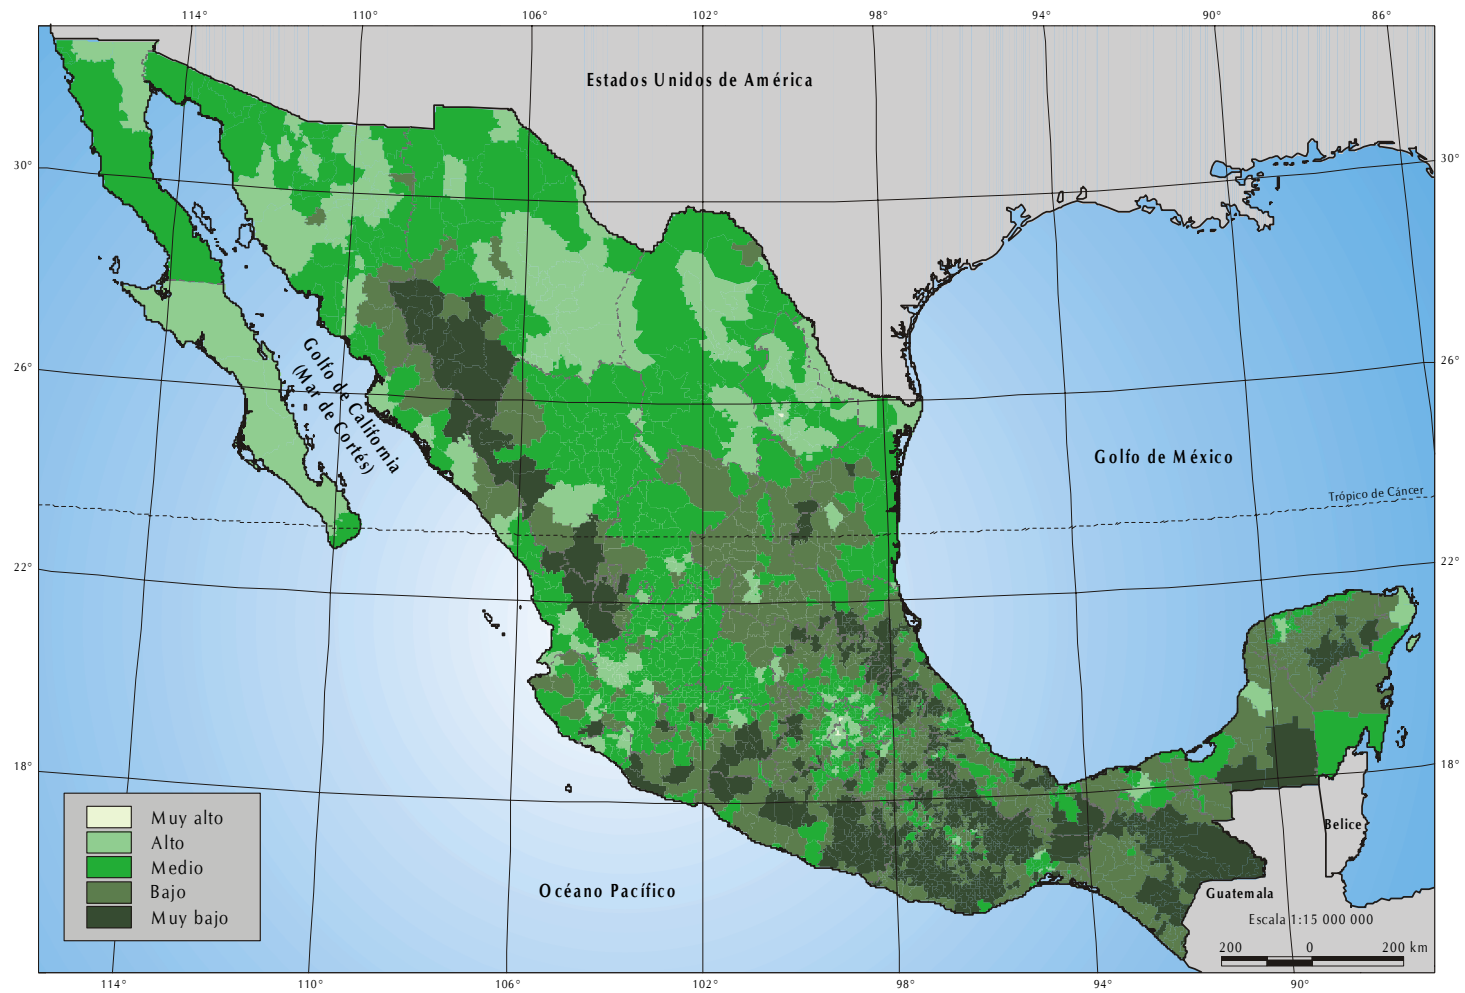 114° 110° 106° 102° 98° 94° 90° 86°
Estados Unidos de América
30° 30°
26° 26°
Golfo de California
(Mar de Cortés)
Golfo de México
Trópico de Cáncer
22° 22°
18° 18°
Muy alto
Alto
Medio
Bajo
Muy bajo
Belice
Océano Pacífico
Guatemala
Escala 1:15 000 000
200 0 200 km
114° 110° 106° 102° 98° 94° 90°